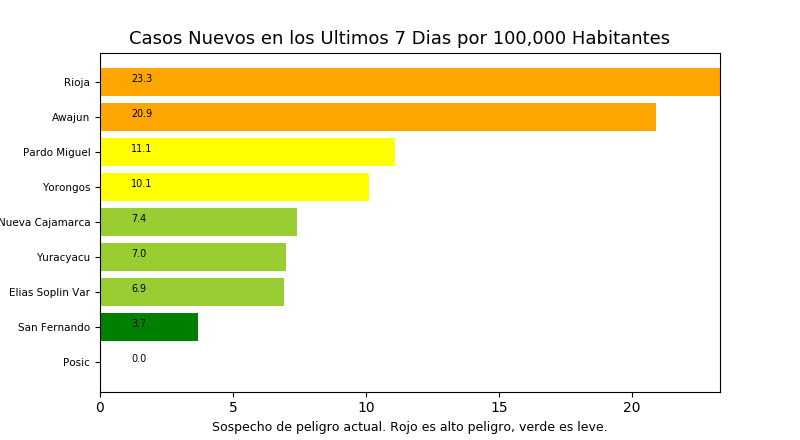 Casos Nuevos en los Ultimos 7 Dias por 100,000 Habitantes
Rioja 23.3
Awajun 20.9
Pardo Miguel 11.1
Yorongos 10.1
Nueva Cajamarca 7.4
Yuracyacu 7.0
Elias Soplin Var 6.9
San Fernando 3.7
Posic 0.0
0 5 10 15 20
Sospecho de peligro actual. Rojo es alto peligro, verde es leve.